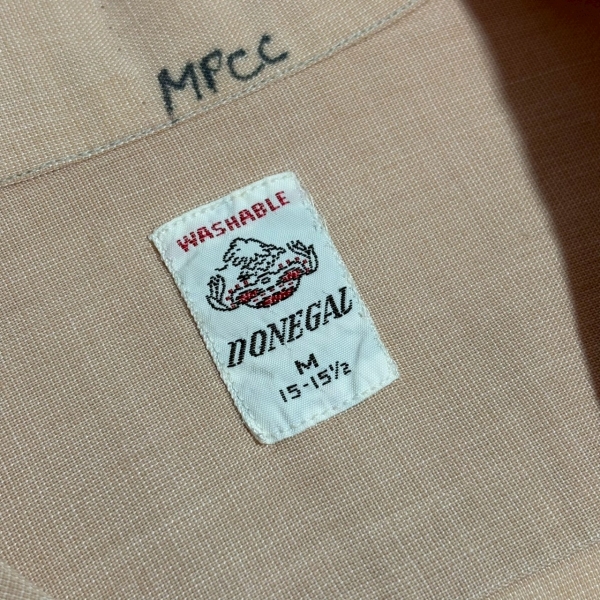 MPCC
WASHABLE
DONEGAL
M
15-15½